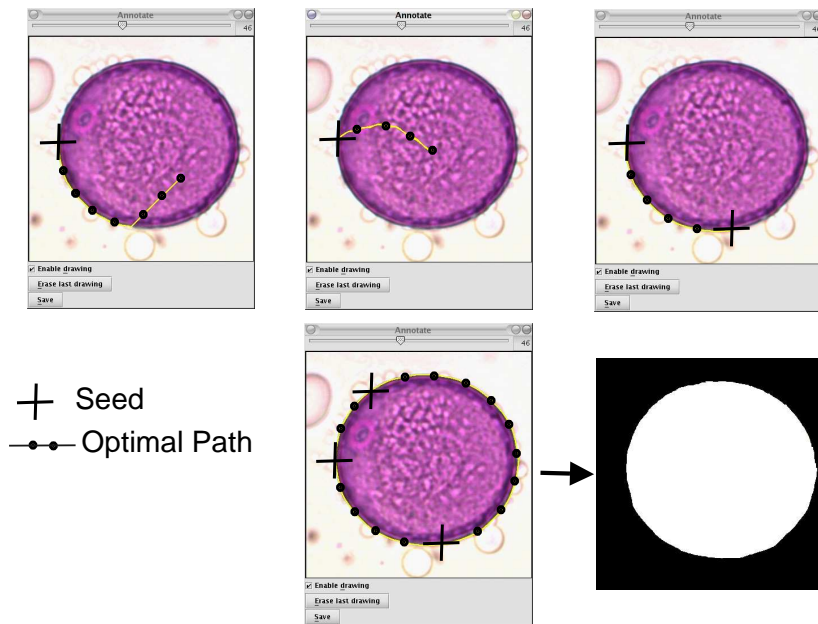 Annotate
46
Enable drawing
Erase last drawing
Save
Annotate
46
Enable drawing
Erase last drawing
Save
Annotate
46
Enable drawing
Erase last drawing
Save
Seed
Optimal Path
Annotate
46
Enable drawing
Erase last drawing
Save